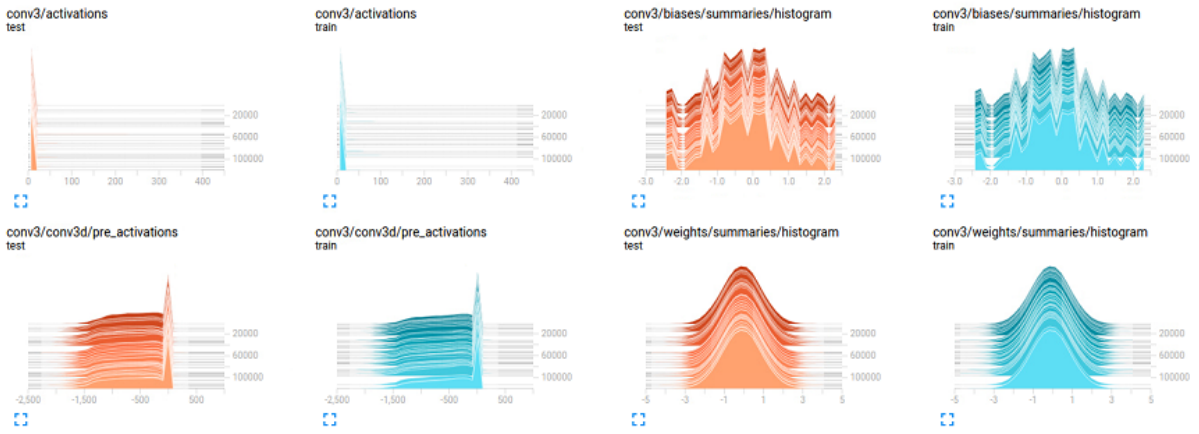 conv3/activations
test
20000
60000
100000
0 100 200 300 400
conv3/activations
train
20000
60000
100000
0 100 200 300 400
conv3/biases/summaries/histogram
test
20000
60000
100000
-3.0 -2.0 -1.0 0.0 1.0 2.0
conv3/biases/summaries/histogram
train
20000
60000
100000
-3.0 -2.0 -1.0 0.0 1.0 2.0
conv3/conv3d/pre_activations
test
20000
60000
100000
-2,500 -1,500 -500 500
conv3/conv3d/pre_activations
train
20000
60000
100000
-2,500 -1,500 -500 500
conv3/weights/summaries/histogram
test
20000
60000
100000
-5 -3 -1 1 3 5
conv3/weights/summaries/histogram
train
20000
60000
100000
-5 -3 -1 1 3 5